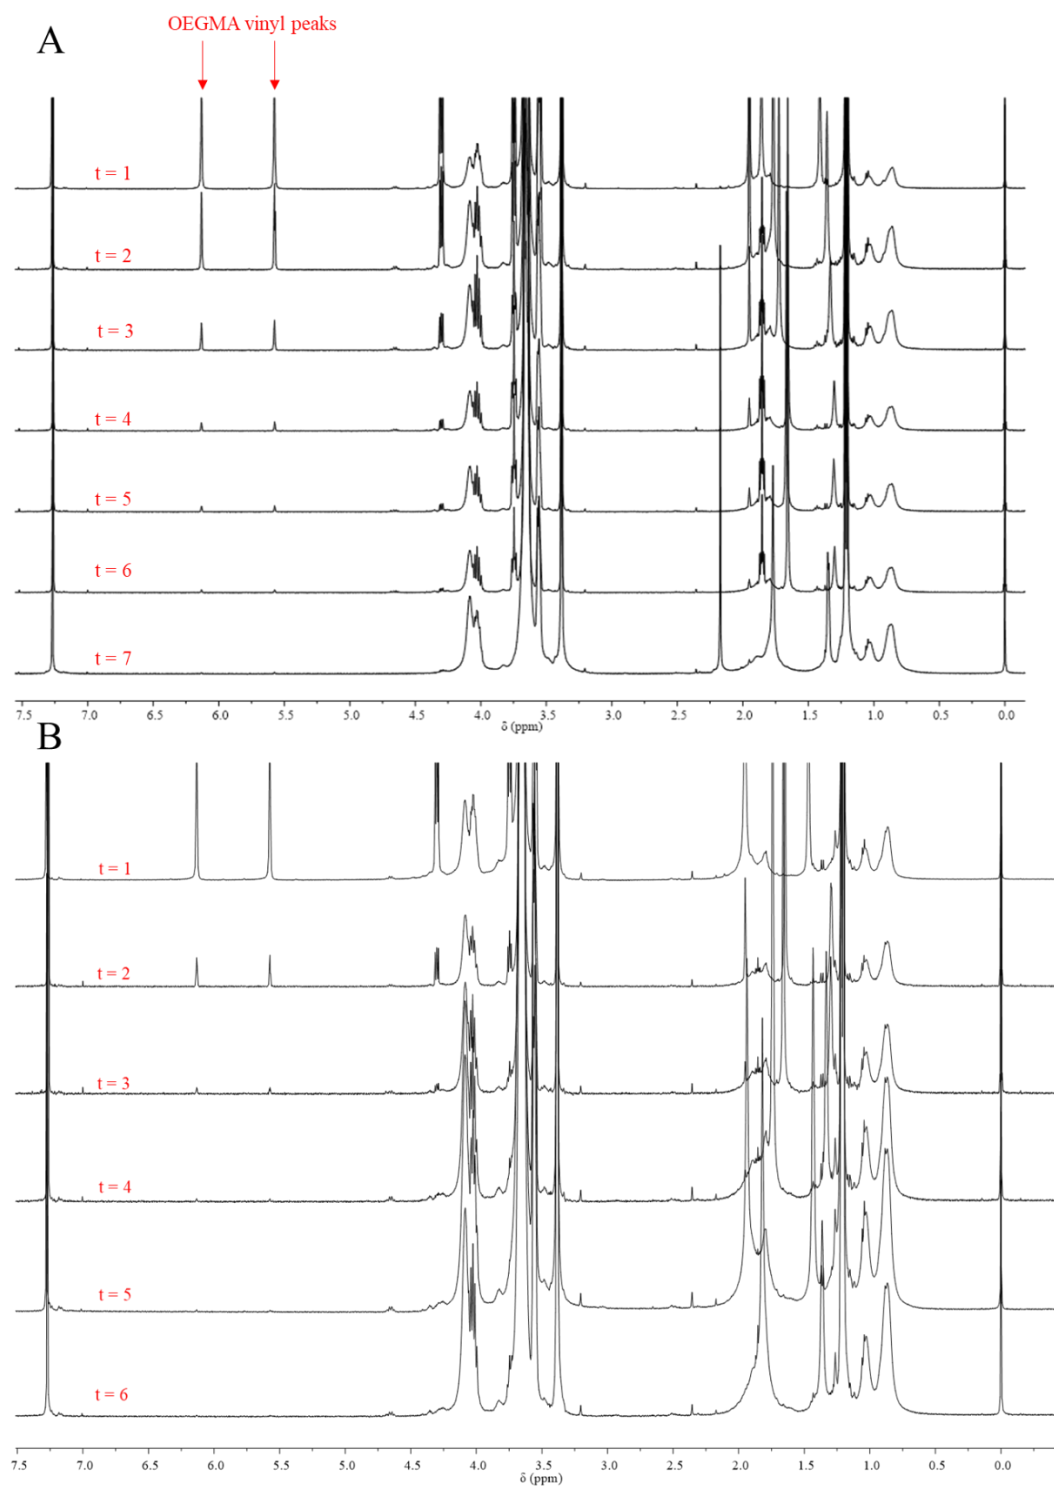 OEGMA vinyl peaks
A
t = 1
t = 2
t = 3
t = 4
t = 5
t = 6
t = 7
7.5 7.0 6.5 6.0 5.5 5.0 4.5 4.0 3.5 3.0 2.5 2.0 1.5 1.0 0.5 0.0
δ (ppm)
B
t = 1
t = 2
t = 3
t = 4
t = 5
t = 6
7.5 7.0 6.5 6.0 5.5 5.0 4.5 4.0 3.5 3.0 2.5 2.0 1.5 1.0 0.5 0.0
δ (ppm)